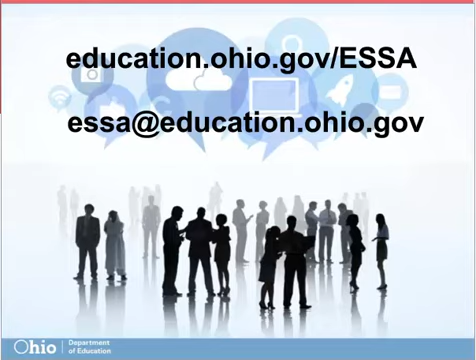 education.ohio.gov/ESSA
essa@education.ohio.gov
Ohio
Department
of Education